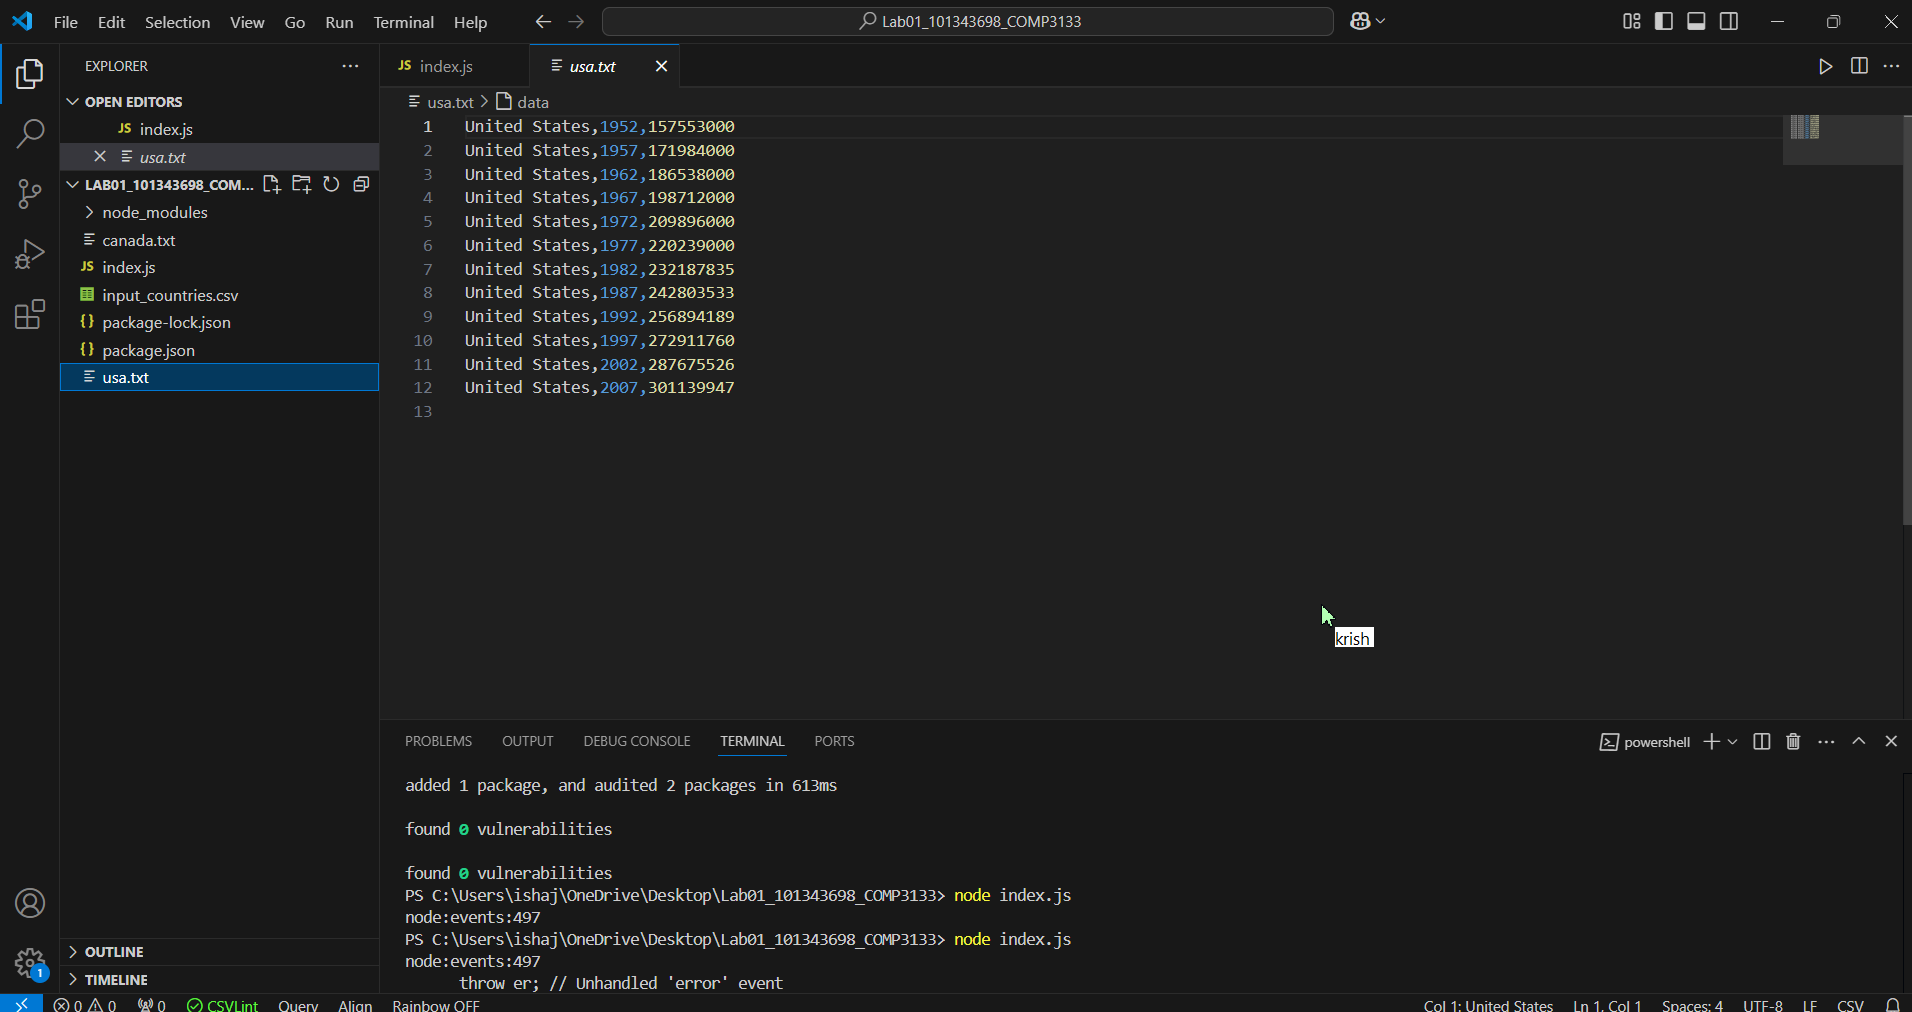 File Edit Selection View Go Run Terminal Help
Lab01_101343698_COMP3133
EXPLORER
OPEN EDITORS
JS index.js
usa.txt
LAB01_101343698_COM...
node_modules
canada.txt
JS index.js
input_countries.csv
{} package-lock.json
{} package.json
usa.txt
OUTLINE
TIMELINE
1
JS index.js
usa.txt
usa.txt > data
1 United States,1952,157553000
2 United States,1957,171984000
3 United States,1962,186538000
4 United States,1967,198712000
5 United States,1972,209896000
6 United States,1977,220239000
7 United States,1982,232187835
8 United States,1987,242803533
9 United States,1992,256894189
10 United States,1997,272911760
11 United States,2002,287675526
12 United States,2007,301139947
13
krish
PROBLEMS OUTPUT DEBUG CONSOLE TERMINAL PORTS
powershell
added 1 package, and audited 2 packages in 613ms
found 0 vulnerabilities
found 0 vulnerabilities
PS C:\Users\ishaj\OneDrive\Desktop\Lab01_101343698_COMP3133> node index.js
node:events:497
PS C:\Users\ishaj\OneDrive\Desktop\Lab01_101343698_COMP3133> node index.js
node:events:497
throw er; // Unhandled 'error' event
0 0 0 CSVLint Query Align Rainbow OFF
Col 1: United States Ln 1, Col 1 Spaces: 4 UTF-8 LF CSV